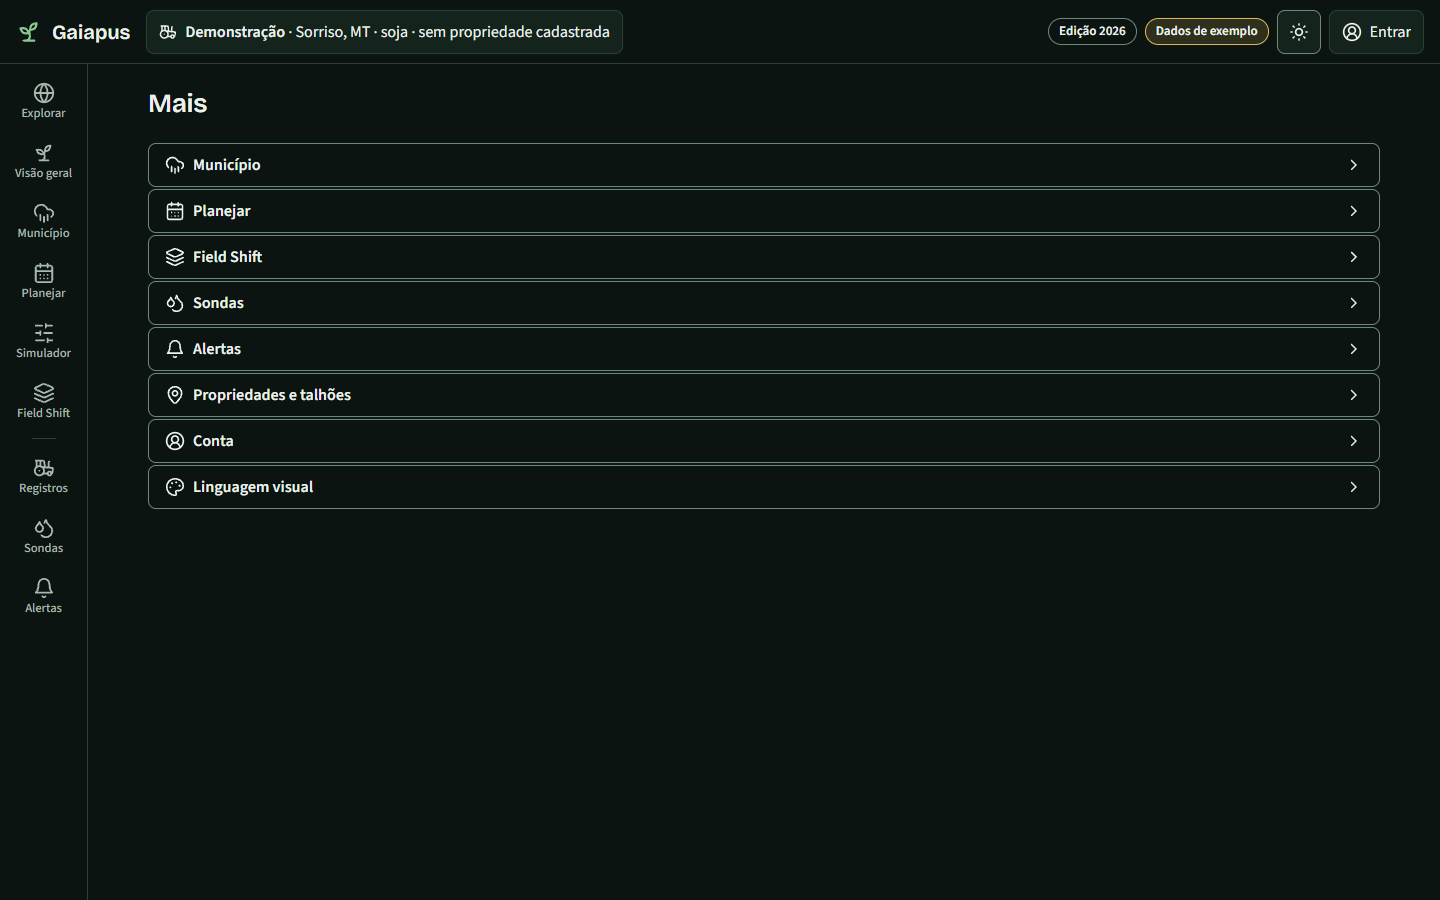 Gaiapus
Demonstração · Sorriso, MT · soja · sem propriedade cadastrada
Edição 2026
Dados de exemplo
Entrar
Explorar
Visão geral
Município
Planejar
Simulador
Field Shift
Registros
Sondas
Alertas
Mais
Município
Planejar
Field Shift
Sondas
Alertas
Propriedades e talhões
Conta
Linguagem visual